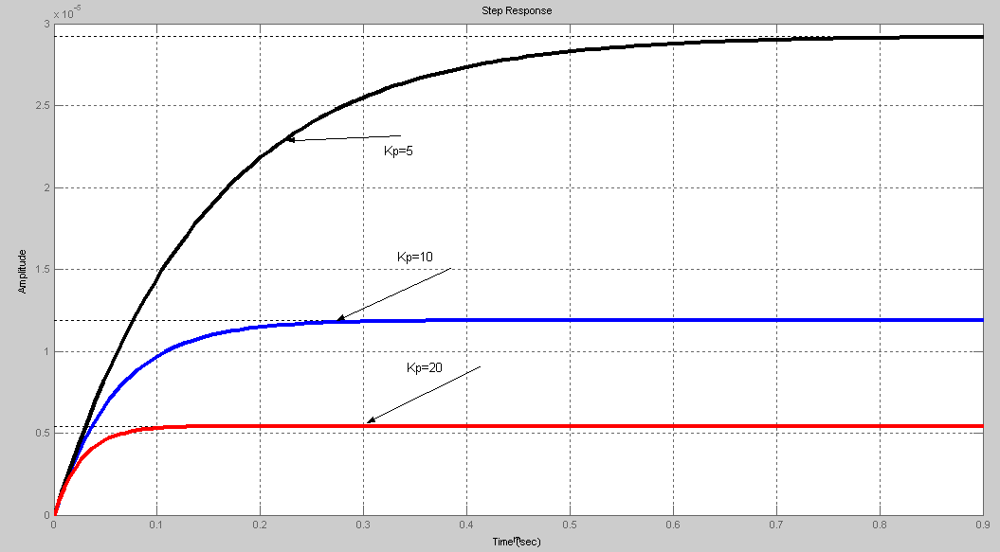 Step Response
x 10^-5
3
2.5
2
1.5
1
0.5
0
Amplitude
Kp=5
Kp=10
Kp=20
0 0.1 0.2 0.3 0.4 0.5 0.6 0.7 0.8 0.9
Time (sec)